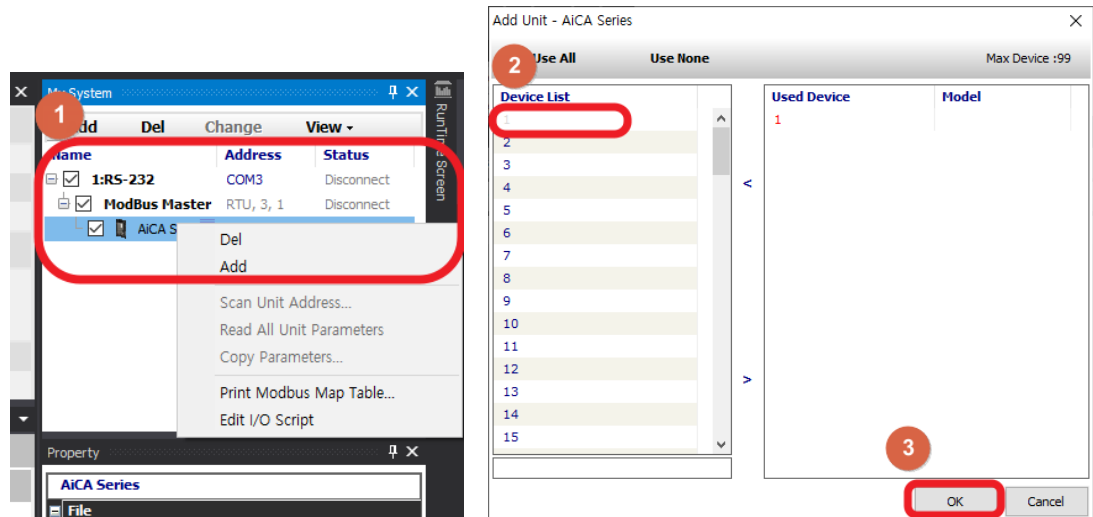 My System
1
dd Del Change View
Name Address Status
1:RS-232 COM3 Disconnect
ModBus Master RTU, 3, 1 Disconnect
AiCA S
Del
Add
Scan Unit Address...
Read All Unit Parameters
Copy Parameters...
Print Modbus Map Table...
Edit I/O Script
Property
AiCA Series
File
RunTime Screen
Add Unit - AiCA Series
2
Use All Use None Max Device :99
Device List
1
2
3
4
5
6
7
8
9
10
11
12
13
14
15
<
>
Used Device Model
1
3
OK Cancel